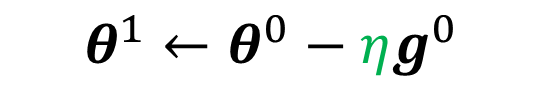 𝜽¹ ← 𝜽⁰ − 𝜂𝒈⁰